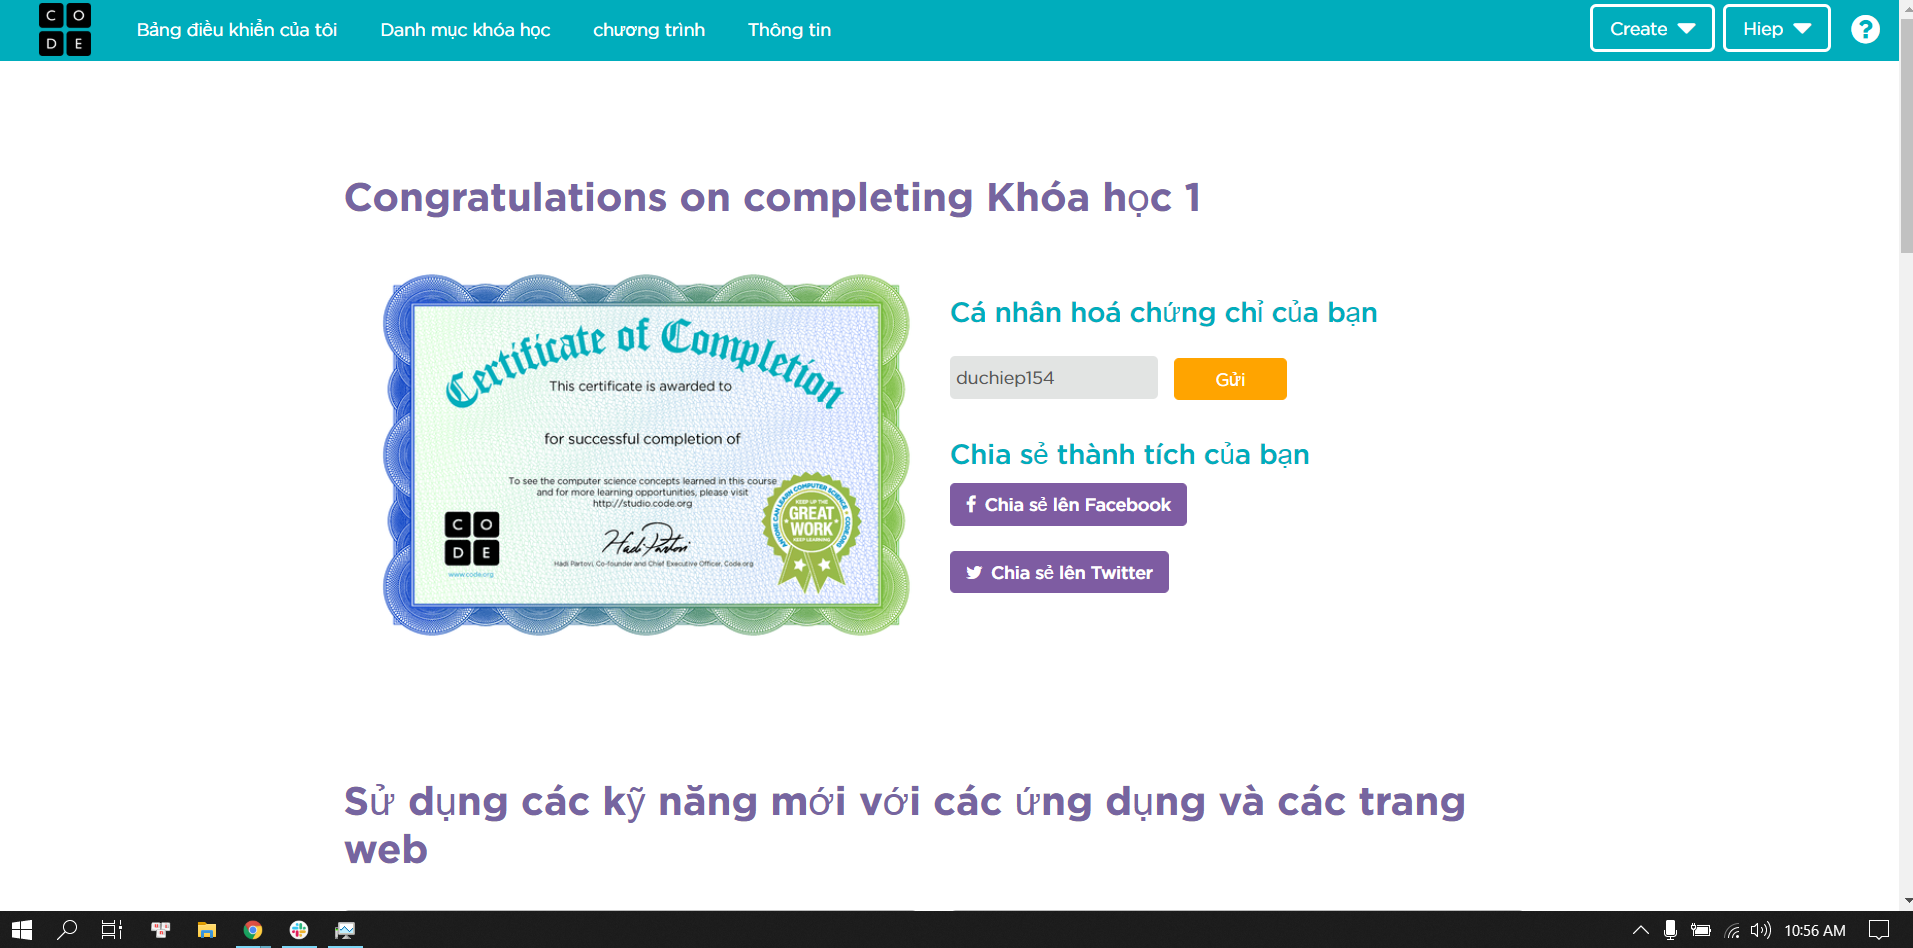 C O
D E
Bảng điều khiển của tôi
Danh mục khóa học
chương trình
Thông tin
Create
Hiep
?
Congratulations on completing Khóa học 1
Certificate of Completion
This certificate is awarded to
for successful completion of
To see the computer science concepts learned in this course
and for more learning opportunities, please visit
http://studio.code.org
C O
D E
www.code.org
Hadi Partovi
Hadi Partovi, Co-founder and Chief Executive Officer, Code.org
ANYONE CAN LEARN COMPUTER SCIENCE
CODE.ORG
KEEP UP THE
GREAT
WORK
KEEP LEARNING
Cá nhân hoá chứng chỉ của bạn
duchiep154
Gửi
Chia sẻ thành tích của bạn
Chia sẻ lên Facebook
Chia sẻ lên Twitter
Sử dụng các kỹ năng mới với các ứng dụng và các trang
web
10:56 AM